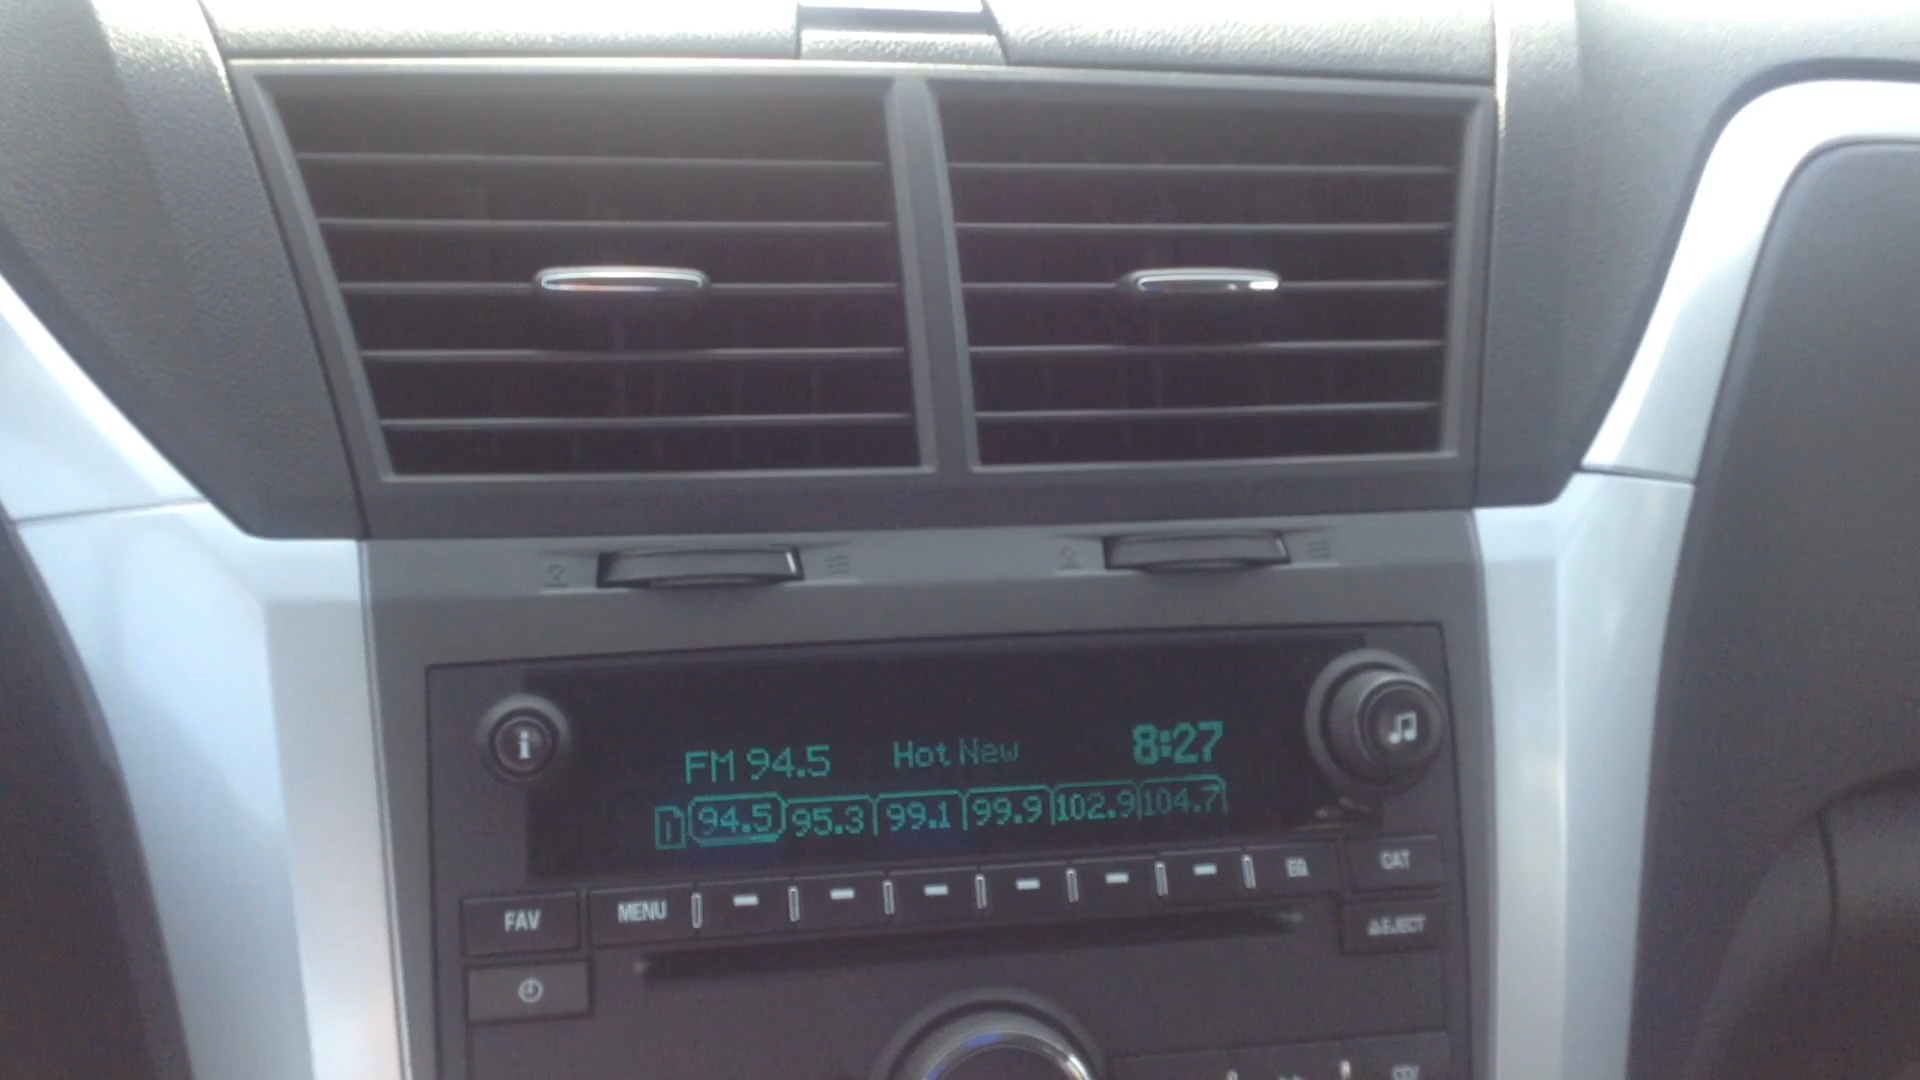 FM 94.5 Hot New 8:27
1 94.5 95.3 99.1 99.9 102.9 104.7
MENU EQ CAT
FAV EJECT